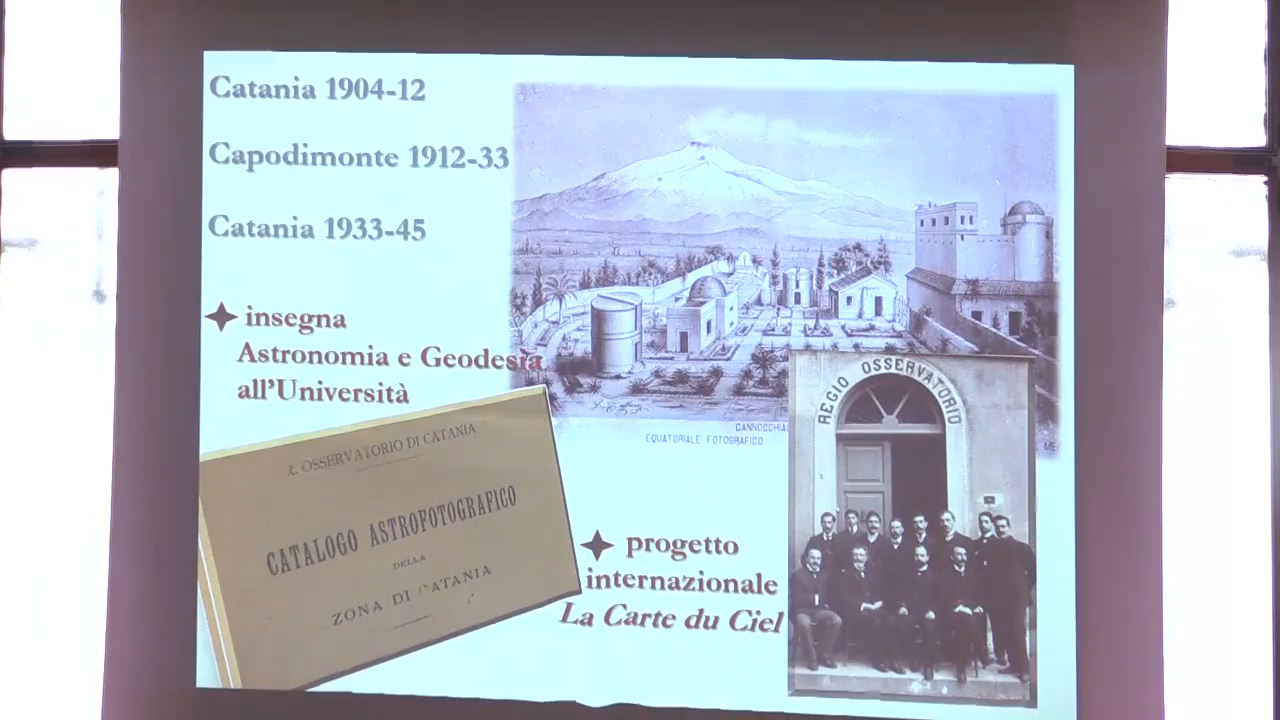 Catania 1904-12
Capodimonte 1912-33
Catania 1933-45
insegna
Astronomia e Geodesia
all'Università
EQUATORIALE FOTOGRAFICO
REGIO OSSERVATORIO
R. OSSERVATORIO DI CATANIA
CATALOGO ASTROFOTOGRAFICO
DELLA
ZONA DI CATANIA
progetto
internazionale
La Carte du Ciel